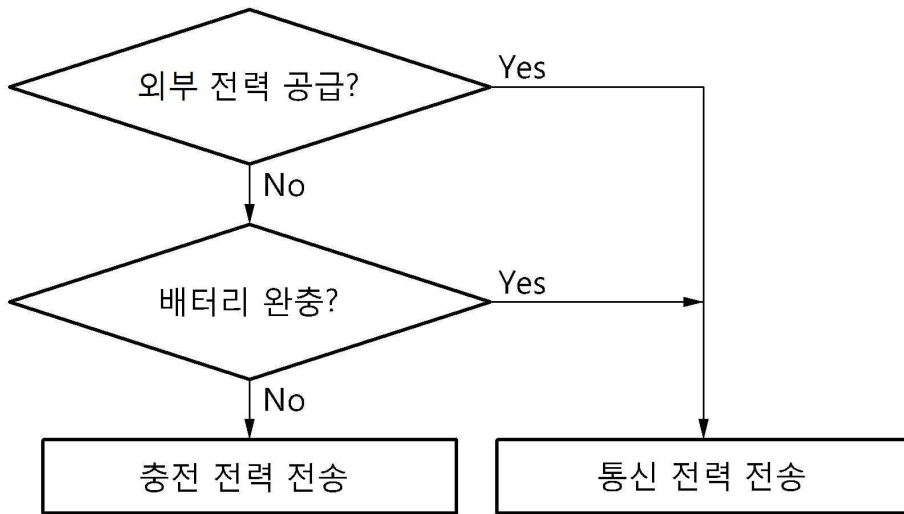 외부 전력 공급?
Yes
No
배터리 완충?
Yes
No
충전 전력 전송
통신 전력 전송